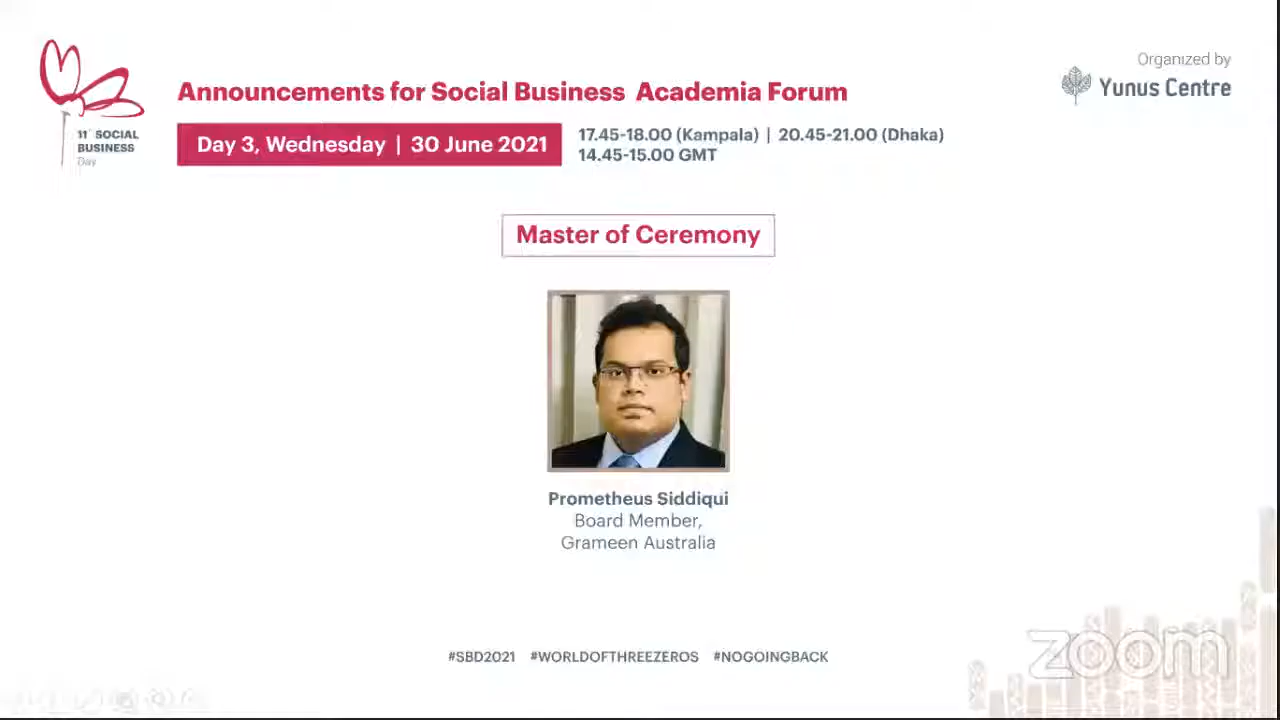 Announcements for Social Business Academia Forum
Organized by
Yunus Centre
Day 3, Wednesday | 30 June 2021
17.45-18.00 (Kampala) | 20.45-21.00 (Dhaka)
14.45-15.00 GMT
11° SOCIAL
BUSINESS
Day
Master of Ceremony
Prometheus Siddiqui
Board Member,
Grameen Australia
#SBD2021 #WORLDOFTHREEZEROS #NOGOINGBACK
zoom